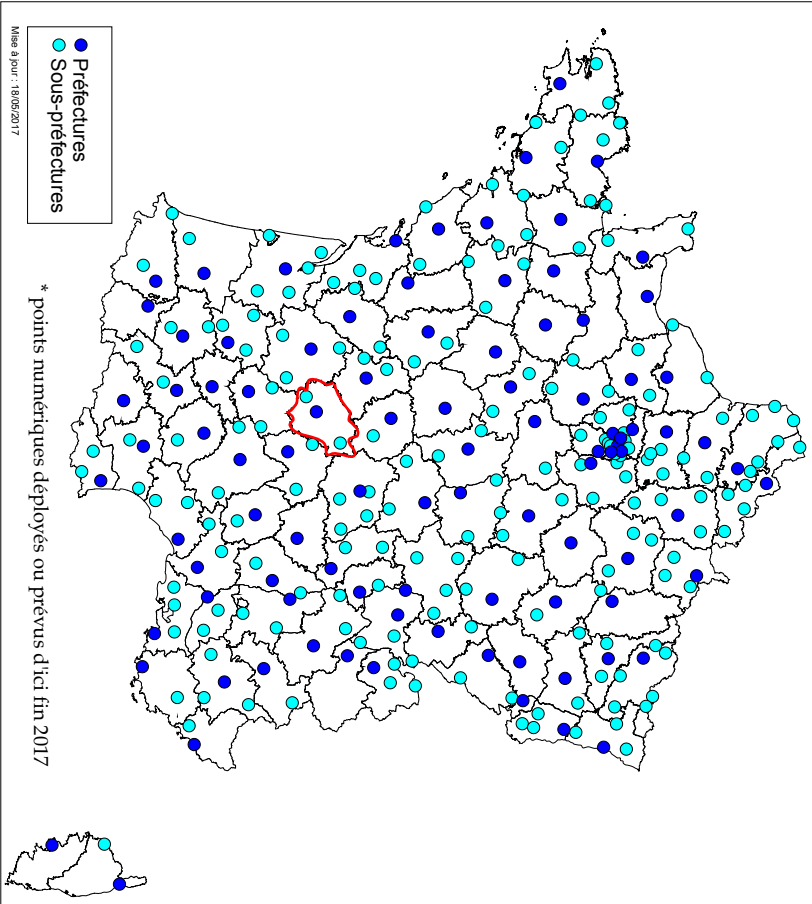 Préfectures
Sous-préfectures
Mise à jour : 18/05/2017
* points numériques déployés ou prévus d'ici fin 2017